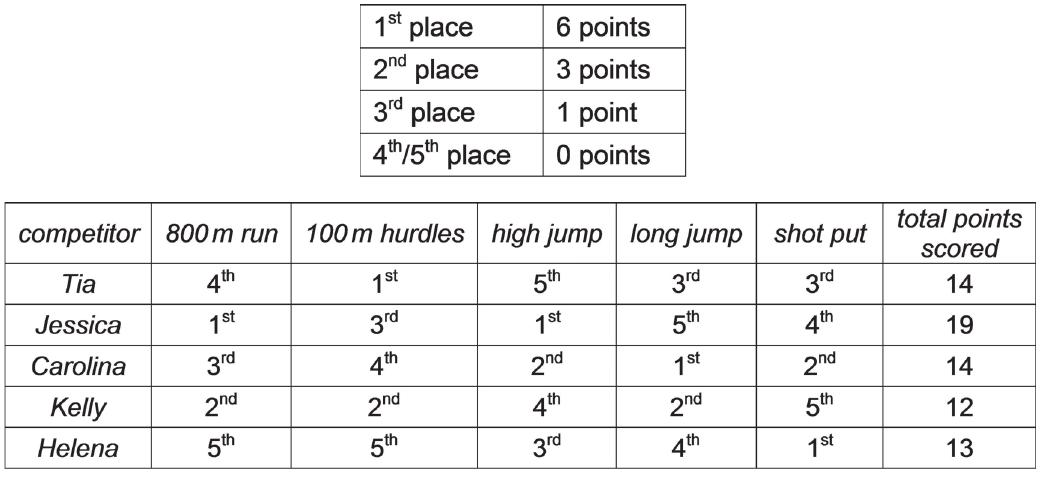 1st place 6 points
2nd place 3 points
3rd place 1 point
4th/5th place 0 points
competitor 800 m run 100 m hurdles high jump long jump shot put total points scored
Tia 4th 1st 5th 3rd 3rd 14
Jessica 1st 3rd 1st 5th 4th 19
Carolina 3rd 4th 2nd 1st 2nd 14
Kelly 2nd 2nd 4th 2nd 5th 12
Helena 5th 5th 3rd 4th 1st 13